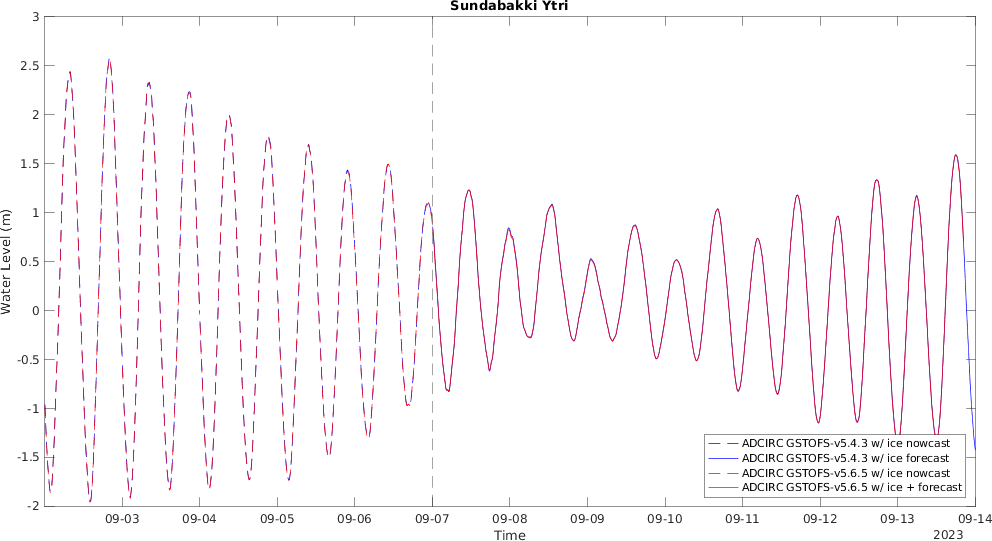 Sundabakki Ytri
3
2.5
2
1.5
1
0.5
0
-0.5
-1
-1.5
-2
Water Level (m)
ADCIRC GSTOFS-v5.4.3 w/ ice nowcast
ADCIRC GSTOFS-v5.4.3 w/ ice forecast
ADCIRC GSTOFS-v5.6.5 w/ ice nowcast
ADCIRC GSTOFS-v5.6.5 w/ ice + forecast
09-03 09-04 09-05 09-06 09-07 09-08 09-09 09-10 09-11 09-12 09-13 09-14
Time
2023